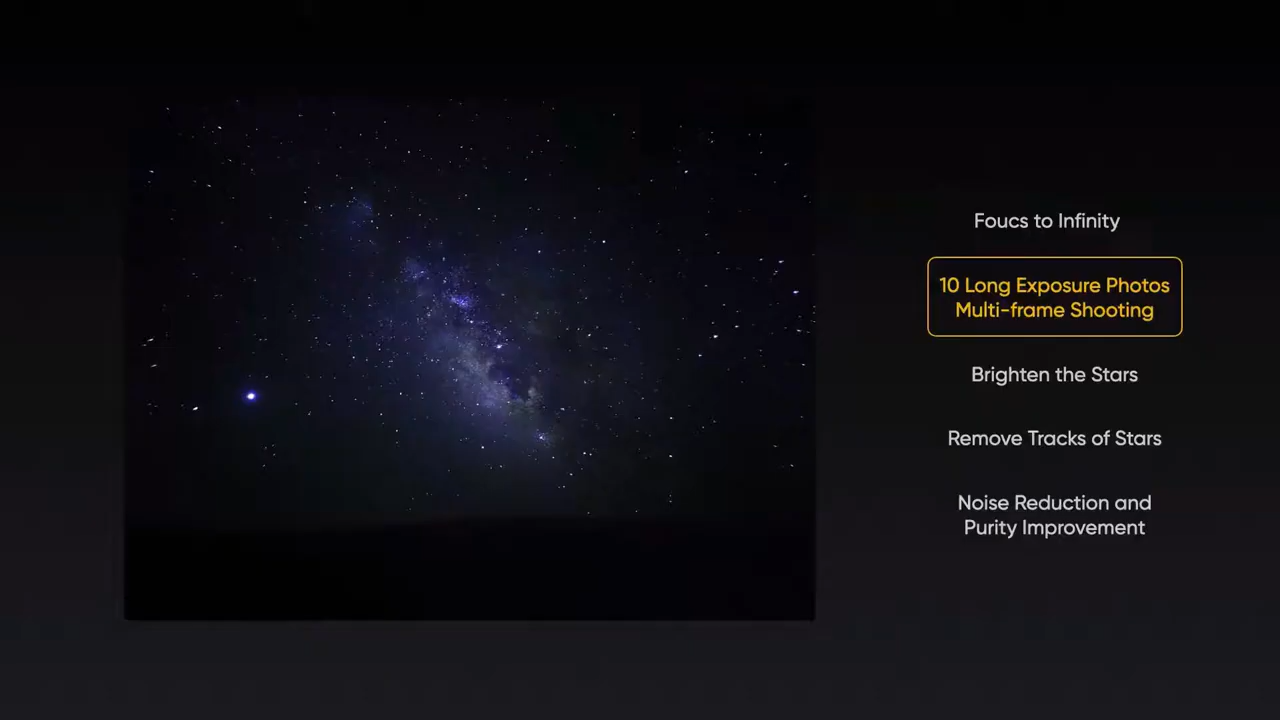 Foucs to Infinity
10 Long Exposure Photos
Multi-frame Shooting
Brighten the Stars
Remove Tracks of Stars
Noise Reduction and
Purity Improvement